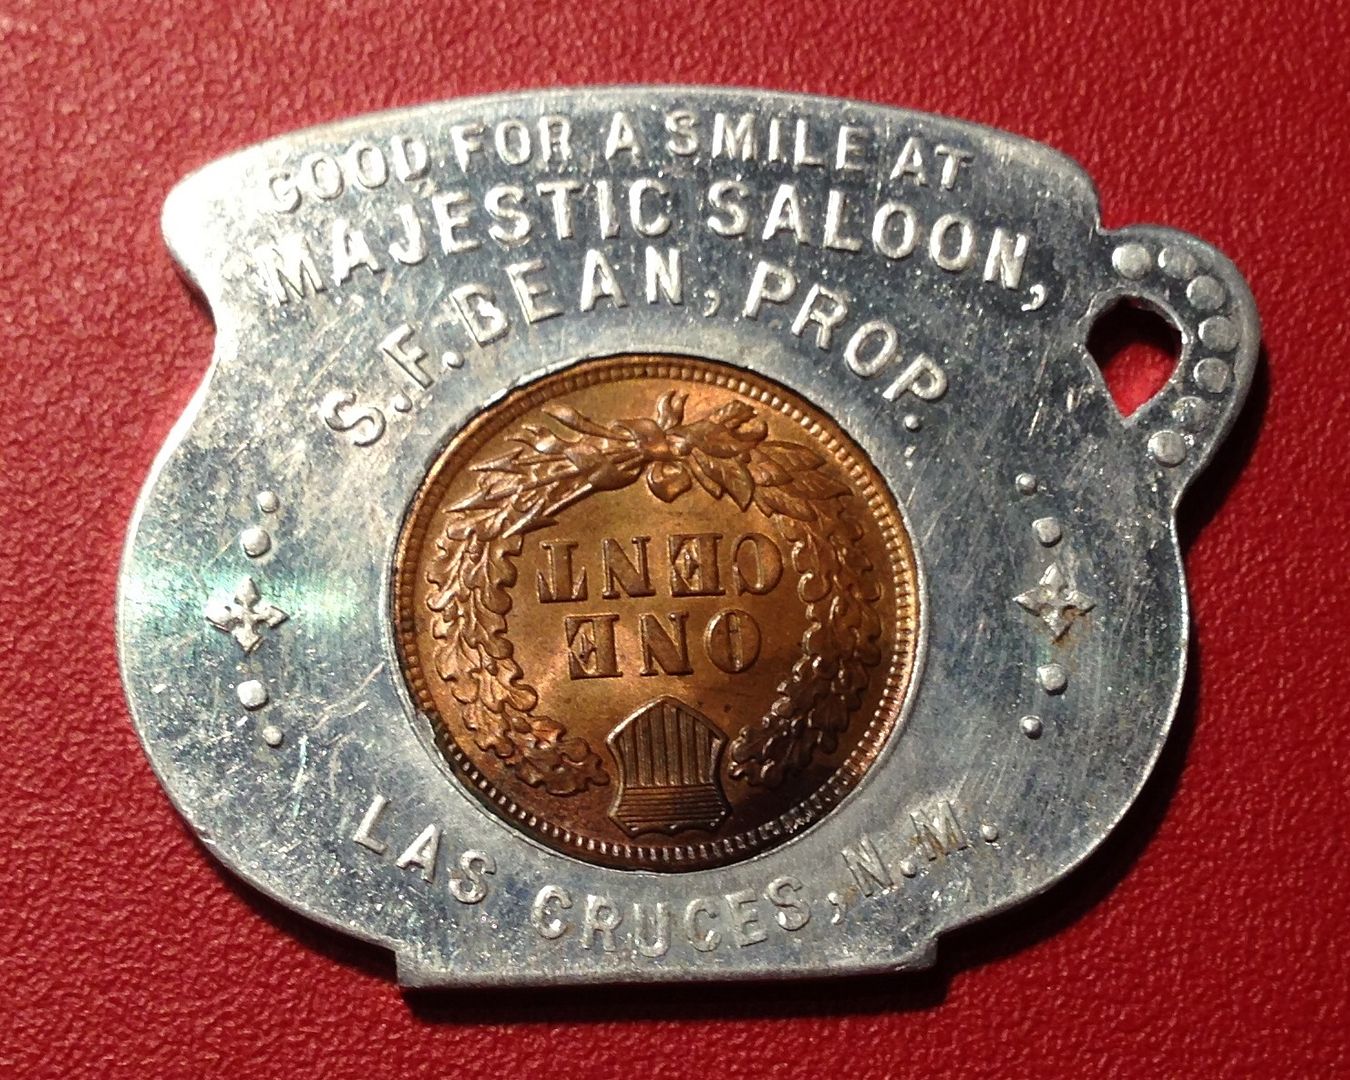 GOOD FOR A SMILE AT
MAJESTIC SALOON,
S.F. BEAN, PROP.
ONE
CENT
LAS CRUCES, N.M.